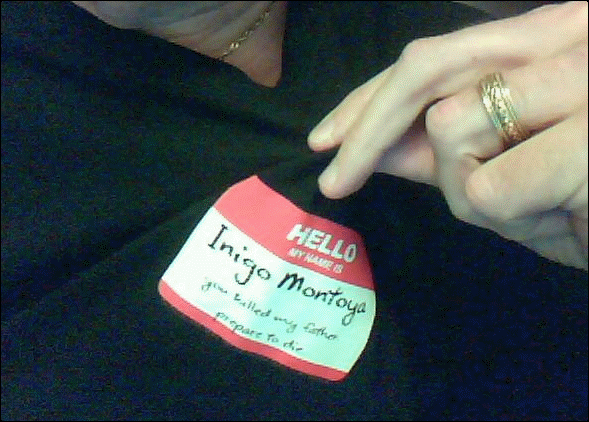 HELLO
MY NAME IS
Inigo Montoya
you killed my father
prepare to die